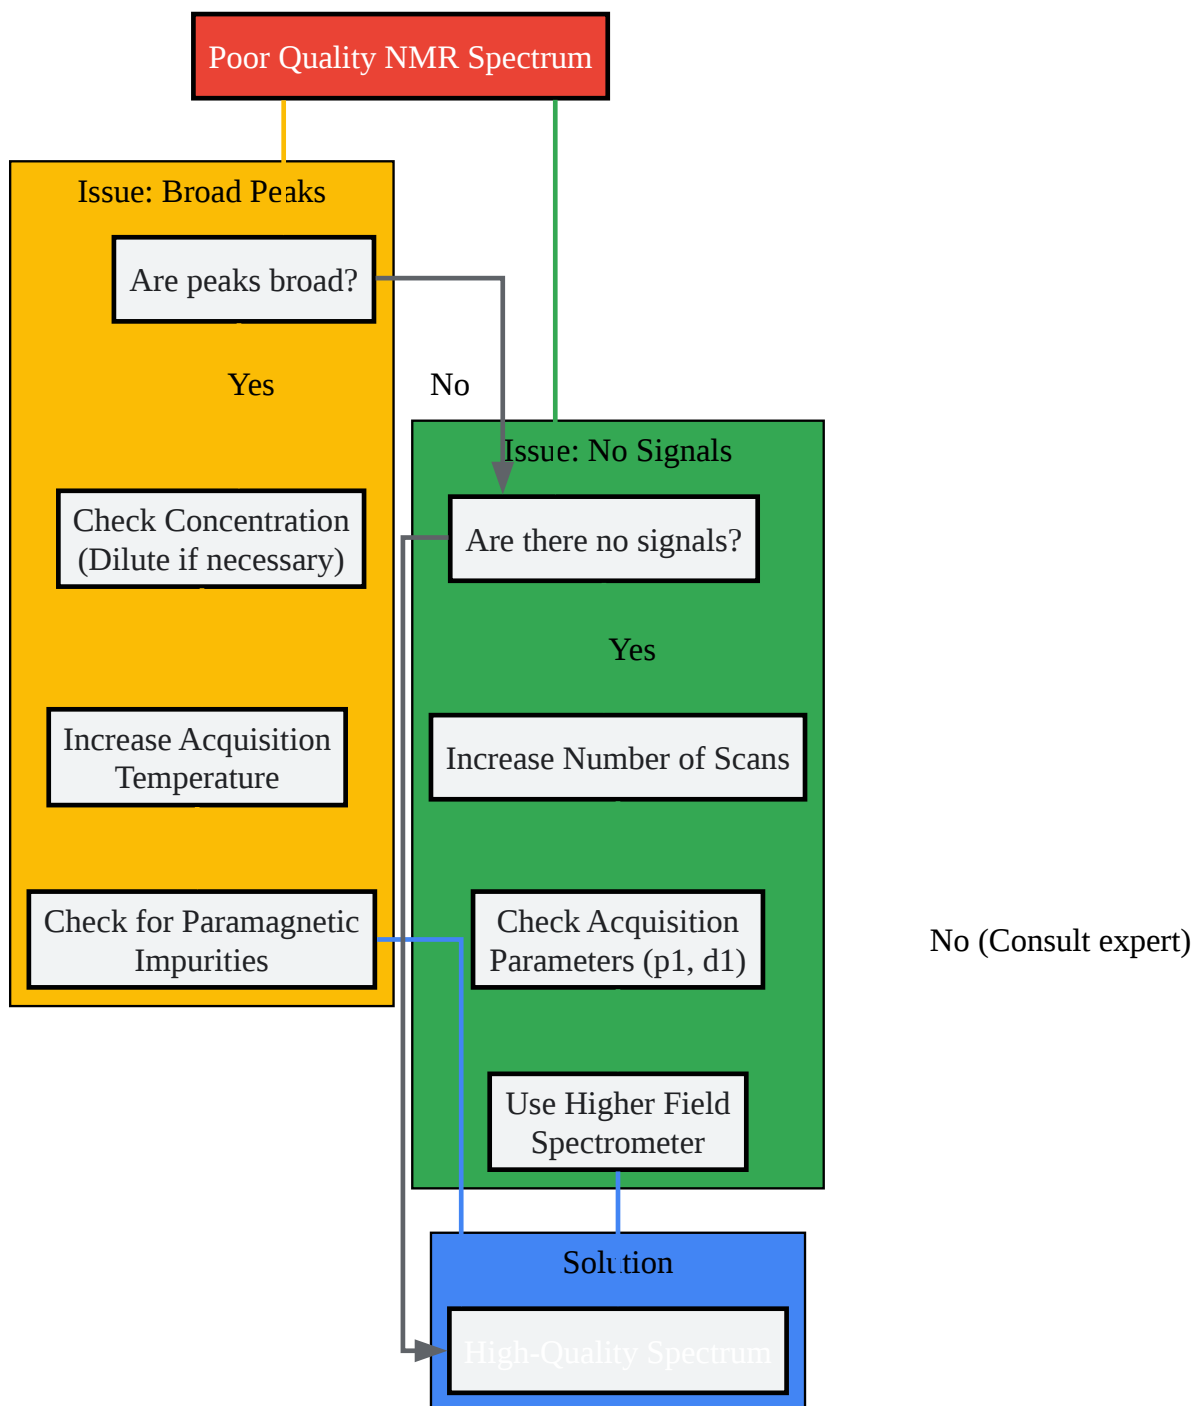 Poor Quality NMR Spectrum
Issue: Broad Peaks
Are peaks broad?
Yes
No
Issue: No Signals
Check Concentration
(Dilute if necessary)
Are there no signals?
Yes
Increase Acquisition
Temperature
Increase Number of Scans
Check for Paramagnetic
Impurities
Check Acquisition
Parameters (p1, d1)
No (Consult expert)
Use Higher Field
Spectrometer
Solution
High-Quality Spectrum